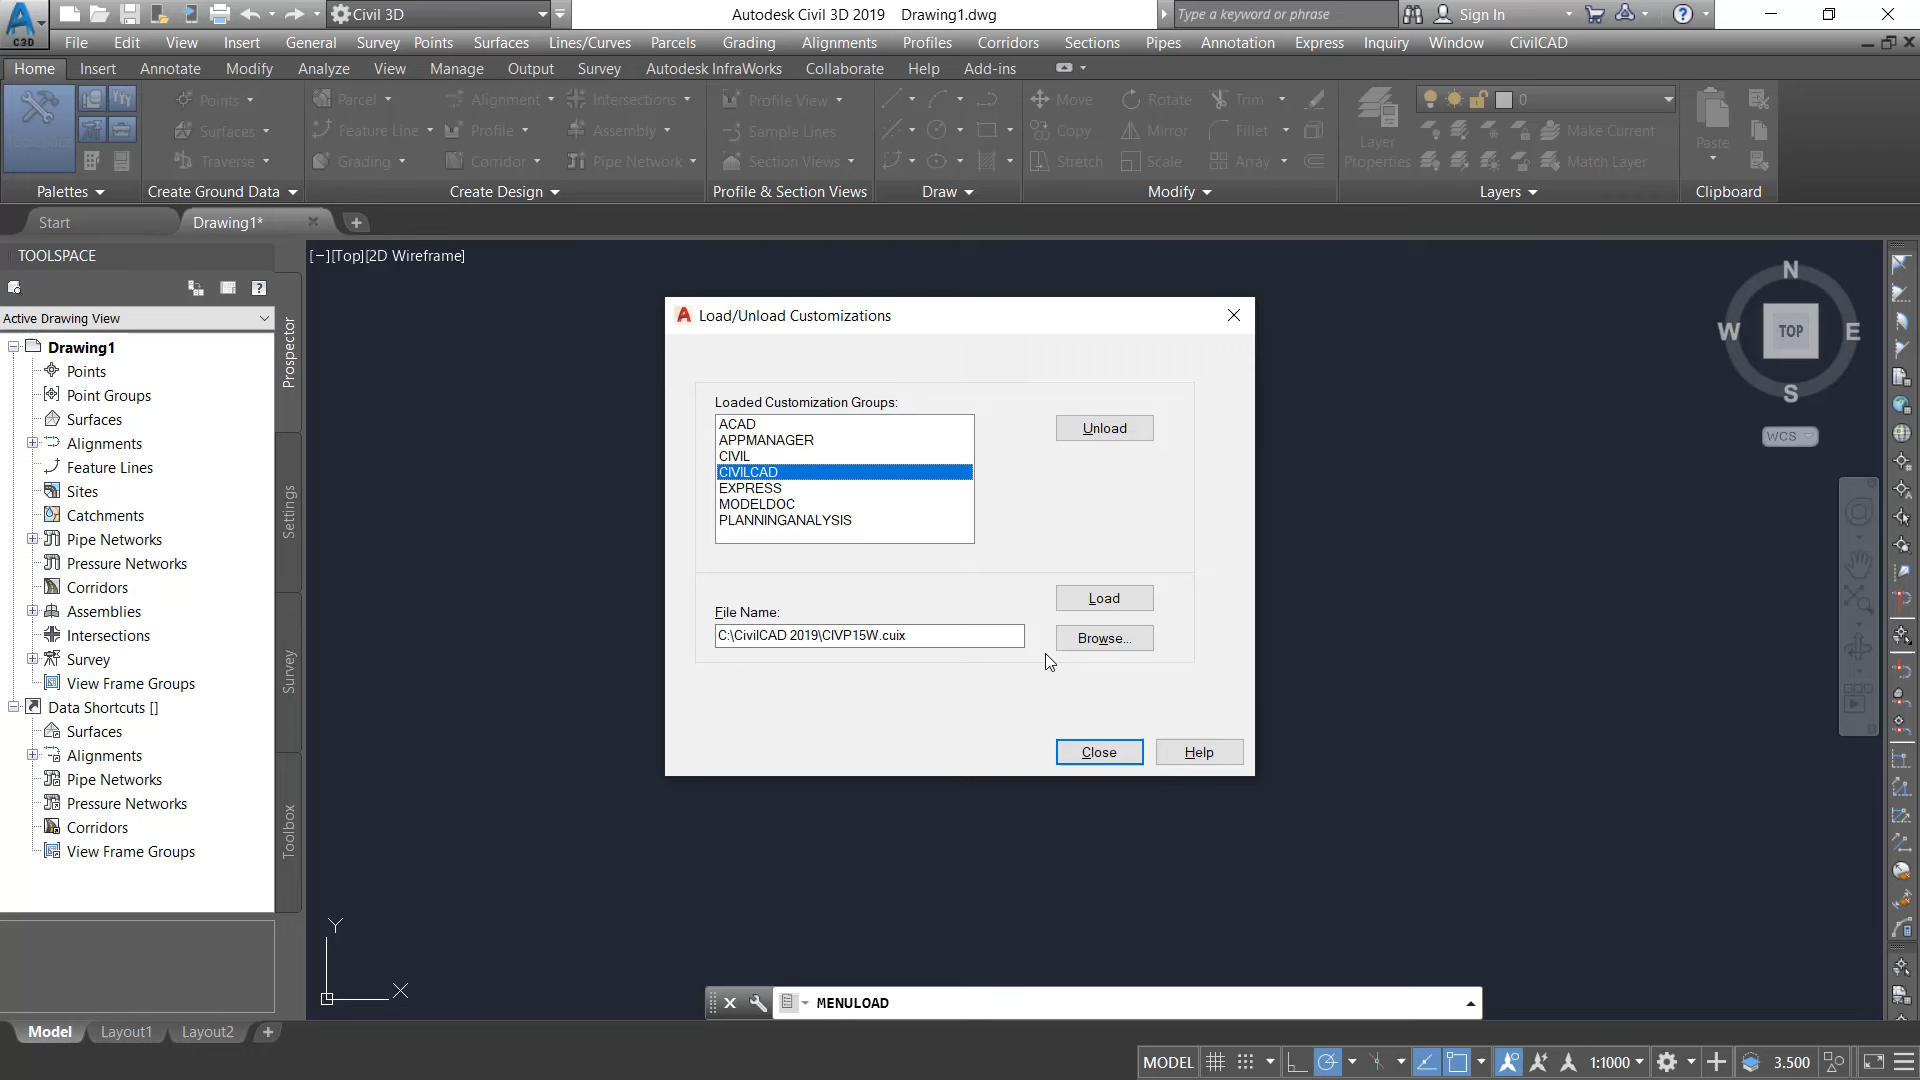 C3D
Civil 3D
Autodesk Civil 3D 2019 Drawing1.dwg
Type a keyword or phrase
Sign In
File Edit View Insert General Survey Points Surfaces Lines/Curves Parcels Grading Alignments Profiles Corridors Sections Pipes Annotation Express Inquiry Window CivilCAD
Home Insert Annotate Modify Analyze View Manage Output Survey Autodesk InfraWorks Collaborate Help Add-ins
Points Parcel Alignment Intersections Profile View Move Rotate Trim 0
Surfaces Feature Line Profile Assembly Sample Lines Copy Mirror Fillet Make Current
Traverse Grading Corridor Pipe Network Section Views Stretch Scale Array Match Layer
Layer
Properties
Paste
Palettes Create Ground Data Create Design Profile & Section Views Draw Modify Layers Clipboard
Start Drawing1*
TOOLSPACE
[−][Top][2D Wireframe]
Active Drawing View
Drawing1
Points
Point Groups
Surfaces
Alignments
Feature Lines
Sites
Catchments
Pipe Networks
Pressure Networks
Corridors
Assemblies
Intersections
Survey
View Frame Groups
Data Shortcuts []
Surfaces
Alignments
Pipe Networks
Pressure Networks
Corridors
View Frame Groups
Prospector
Settings
Survey
Toolbox
Load/Unload Customizations
Loaded Customization Groups:
ACAD
APPMANAGER
CIVIL
CIVILCAD
EXPRESS
MODELDOC
PLANNINGANALYSIS
Unload
Load
File Name:
C:\CivilCAD 2019\CIVP15W.cuix
Browse...
Close Help
N
W TOP E
S
WCS
Y
X
MENULOAD
Model Layout1 Layout2
MODEL 1:1000 3.500